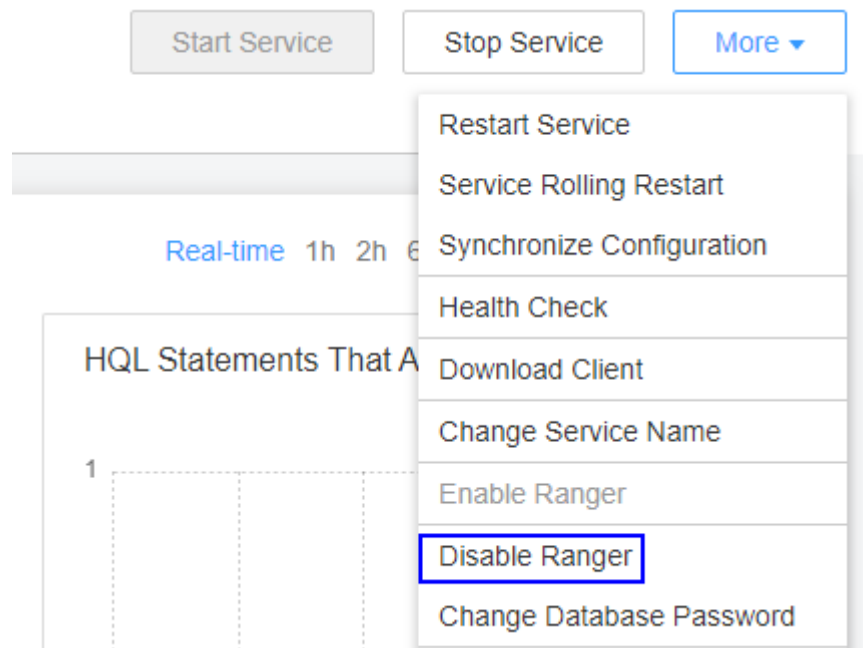 Start Service Stop Service More
Restart Service
Service Rolling Restart
Real-time 1h 2h 6 Synchronize Configuration
Health Check
HQL Statements That A Download Client
Change Service Name
1
Enable Ranger
Disable Ranger
Change Database Password